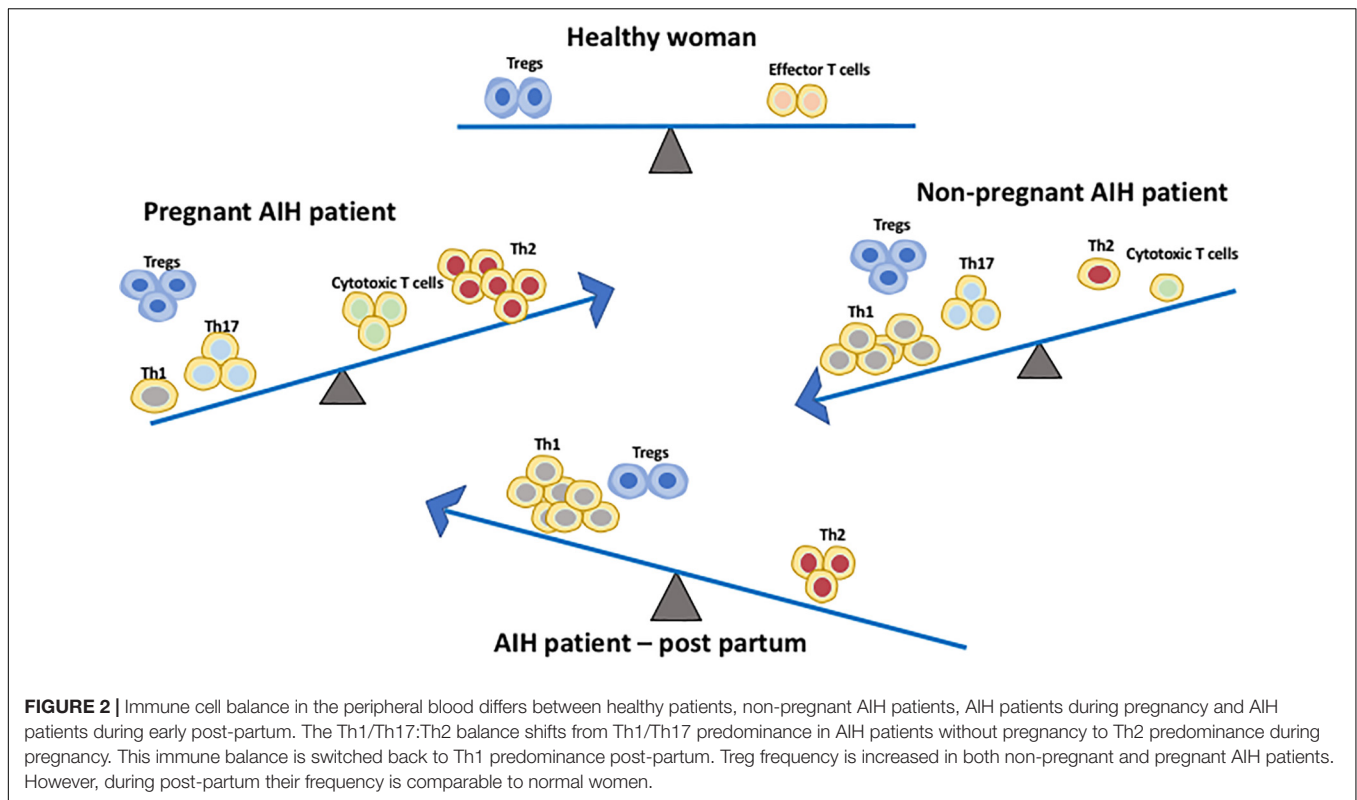 Healthy woman
Tregs
Effector T cells
Pregnant AIH patient
Tregs
Th17
Th1
Cytotoxic T cells
Th2
Non-pregnant AIH patient
Tregs
Th17
Th1
Th2
Cytotoxic T cells
Th1
Tregs
Th2
AIH patient – post partum
FIGURE 2 | Immune cell balance in the peripheral blood differs between healthy patients, non-pregnant AIH patients, AIH patients during pregnancy and AIH
patients during early post-partum. The Th1/Th17:Th2 balance shifts from Th1/Th17 predominance in AIH patients without pregnancy to Th2 predominance during
pregnancy. This immune balance is switched back to Th1 predominance post-partum. Treg frequency is increased in both non-pregnant and pregnant AIH patients.
However, during post-partum their frequency is comparable to normal women.